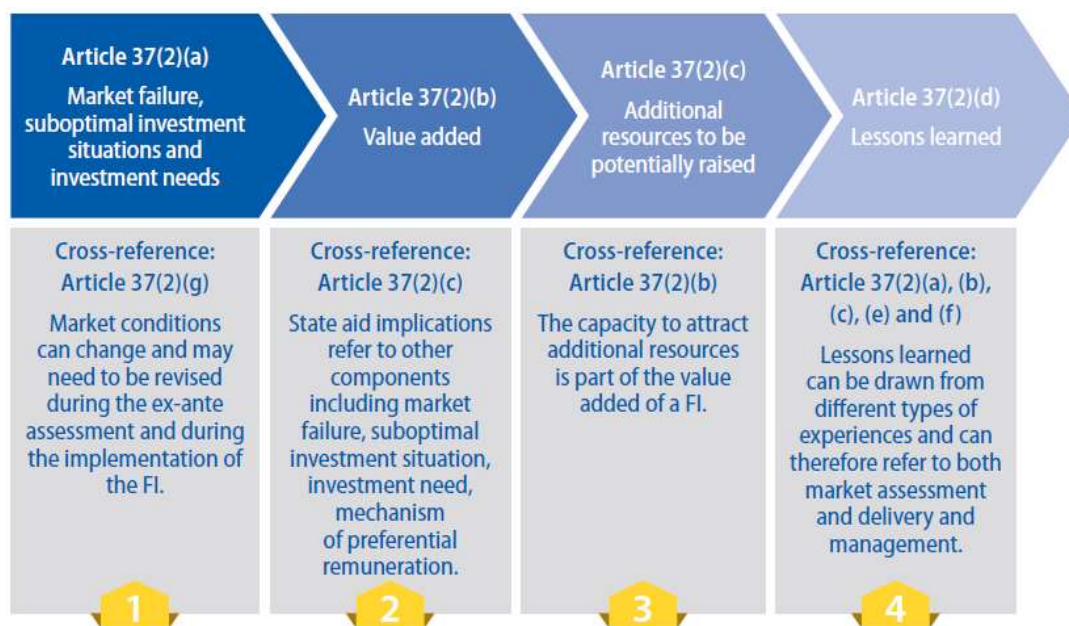 Article 37(2)(a)
Market failure,
suboptimal investment
situations and
investment needs
Article 37(2)(b)
Value added
Article 37(2)(c)
Additional
resources to be
potentially raised
Article 37(2)(d)
Lessons learned
Cross-reference:
Article 37(2)(g)
Market conditions
can change and may
need to be revised
during the ex-ante
assessment and during
the implementation of
the FI.
1
Cross-reference:
Article 37(2)(c)
State aid implications
refer to other
components
including market
failure, suboptimal
investment situation,
investment need,
mechanism
of preferential
remuneration.
2
Cross-reference:
Article 37(2)(b)
The capacity to attract
additional resources
is part of the value
added of a FI.
3
Cross-reference:
Article 37(2)(a), (b),
(c), (e) and (f)
Lessons learned
can be drawn from
different types of
experiences and can
therefore refer to both
market assessment
and delivery and
management.
4